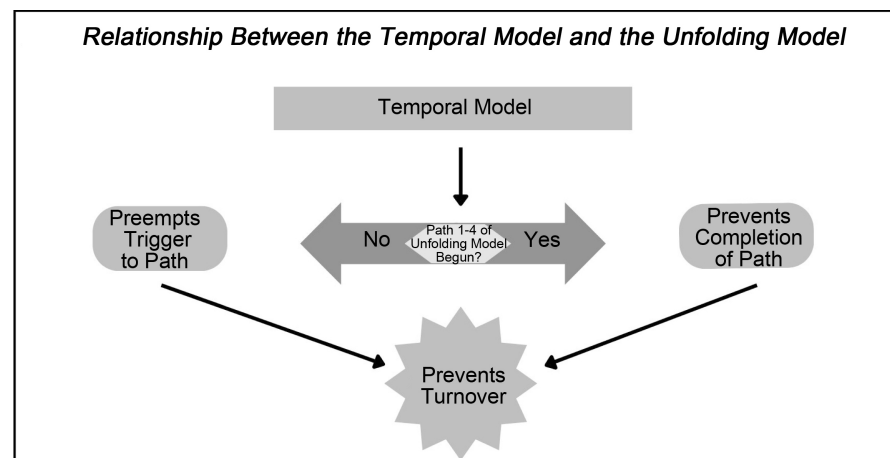 Relationship Between the Temporal Model and the Unfolding Model
Temporal Model
Preempts
Trigger
to Path
No
Path 1-4 of
Unfolding Model
Begun?
Yes
Prevents
Completion
of Path
Prevents
Turnover